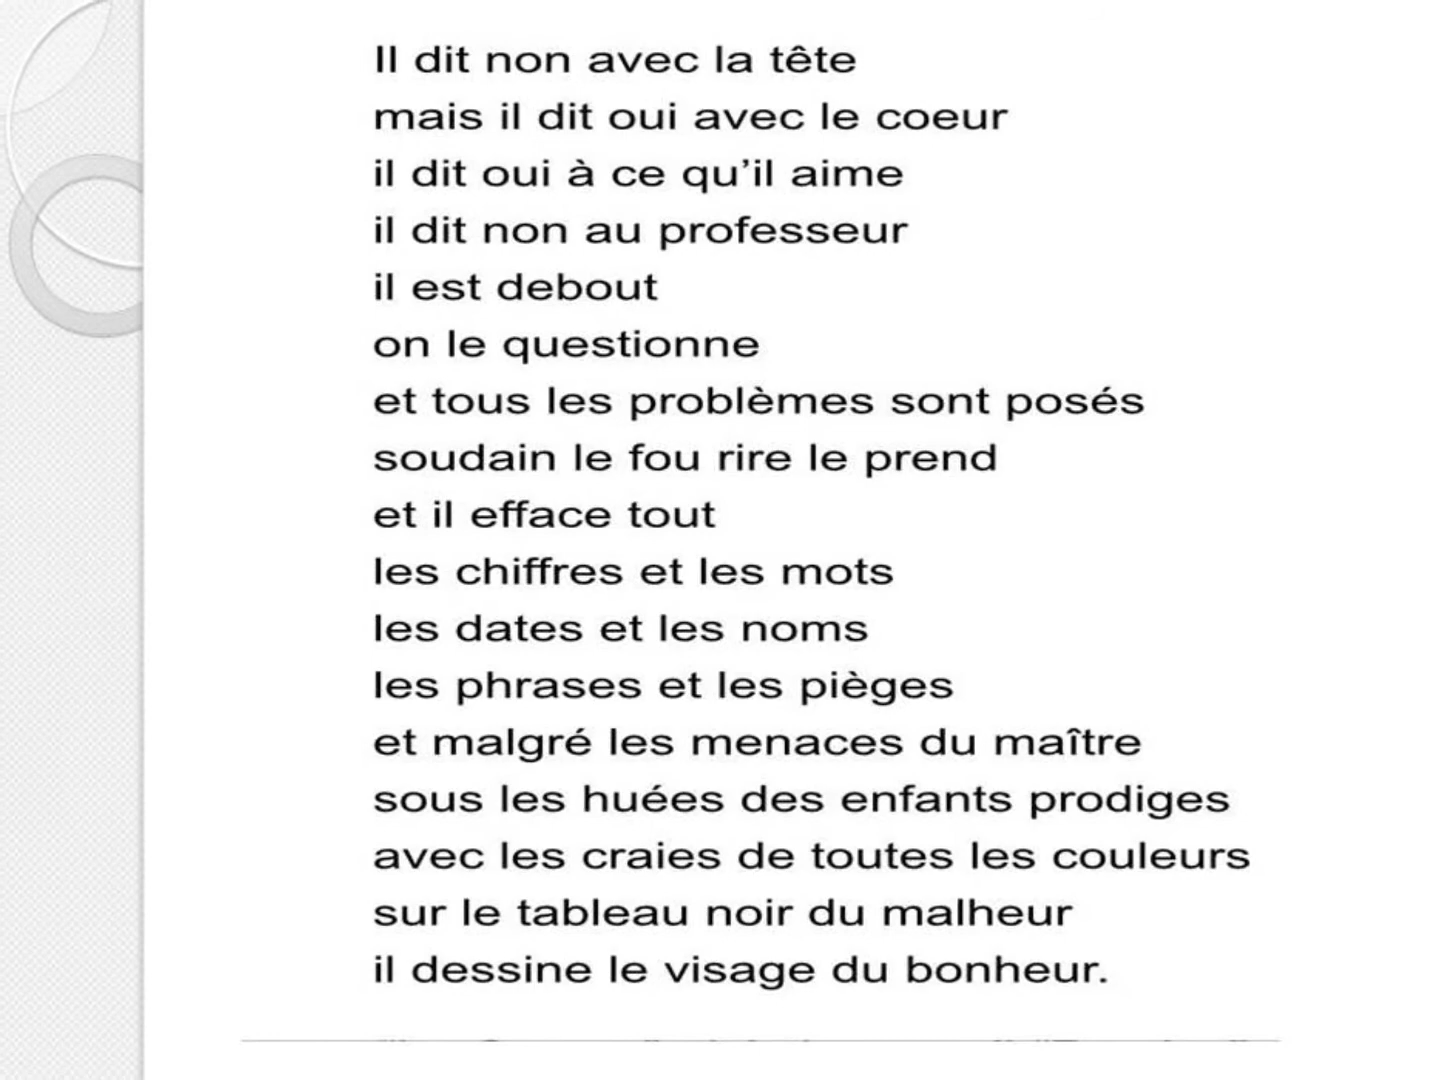 Il dit non avec la tête
mais il dit oui avec le coeur
il dit oui à ce qu’il aime
il dit non au professeur
il est debout
on le questionne
et tous les problèmes sont posés
soudain le fou rire le prend
et il efface tout
les chiffres et les mots
les dates et les noms
les phrases et les pièges
et malgré les menaces du maître
sous les huées des enfants prodiges
avec les craies de toutes les couleurs
sur le tableau noir du malheur
il dessine le visage du bonheur.